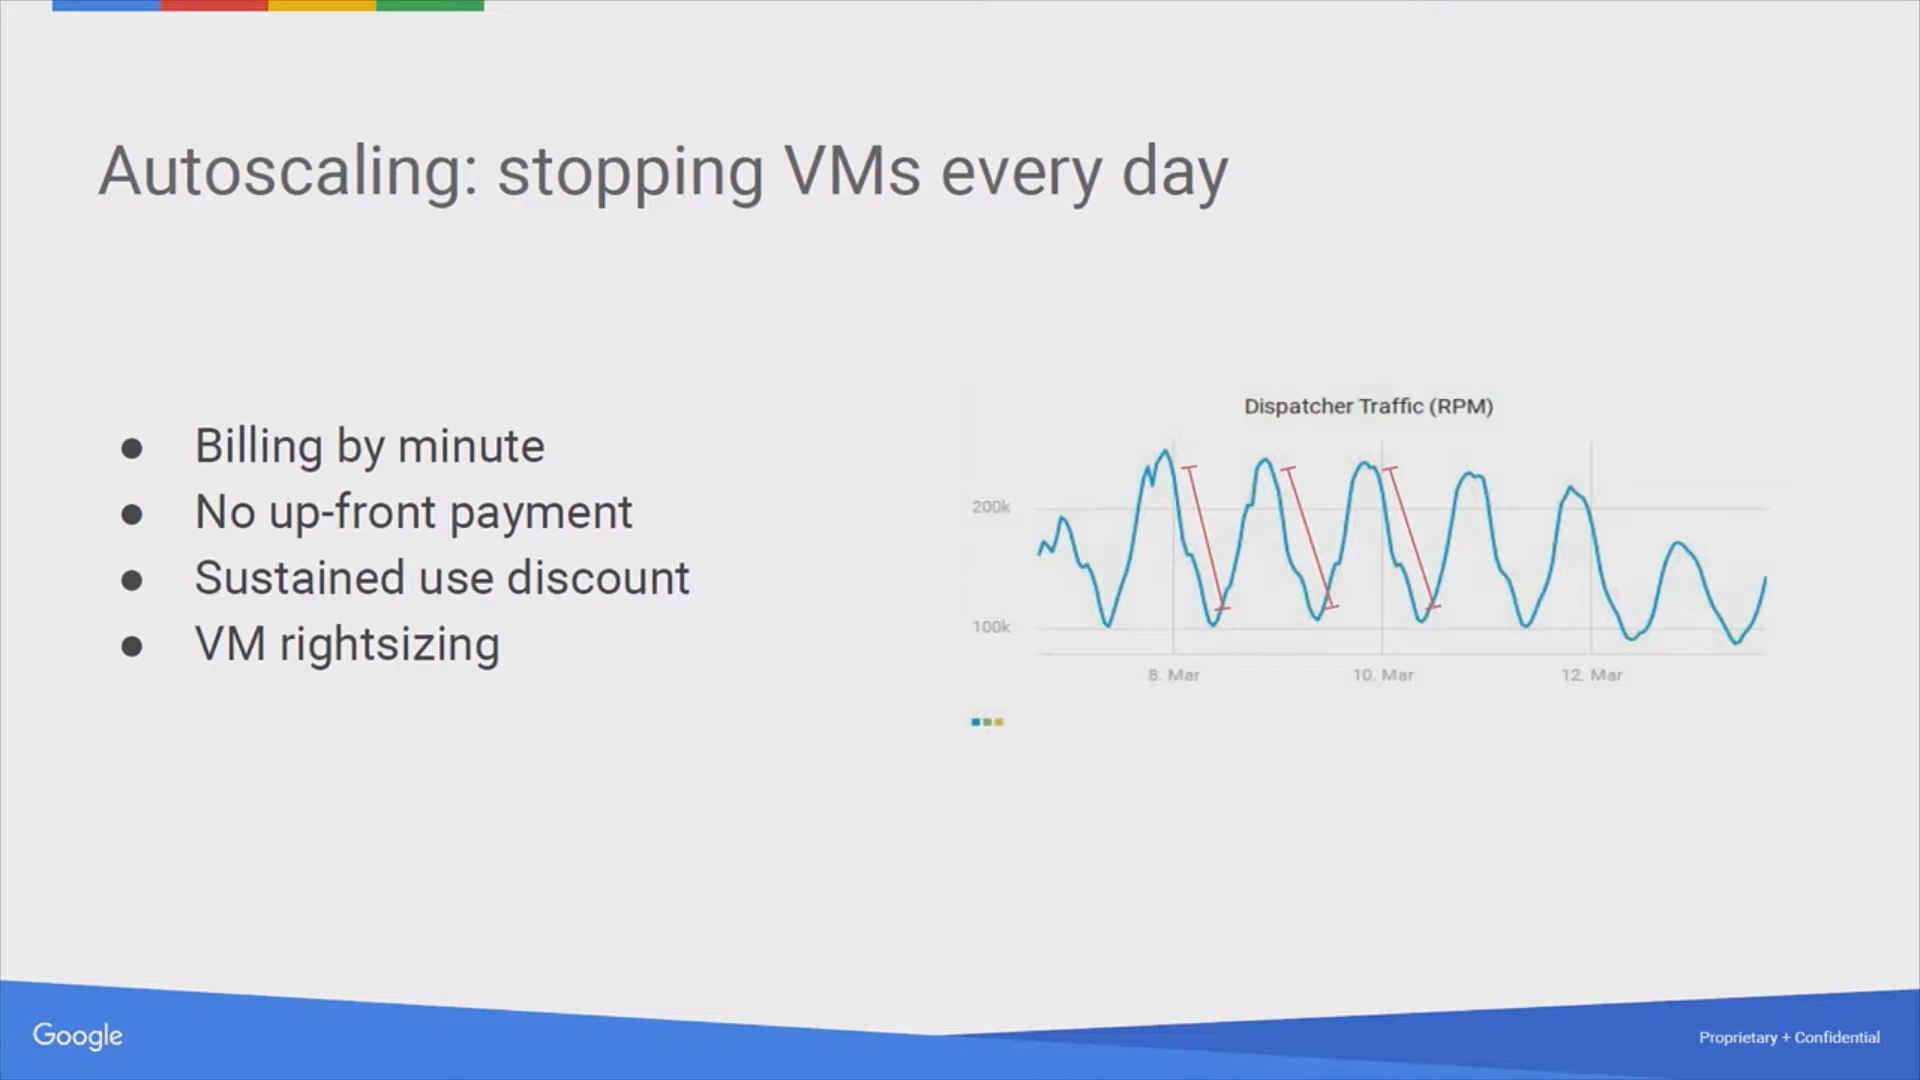 Autoscaling: stopping VMs every day
Billing by minute
No up-front payment
Sustained use discount
VM rightsizing
Dispatcher Traffic (RPM)
200k
100k
8. Mar
10. Mar
12. Mar
Google
Proprietary + Confidential